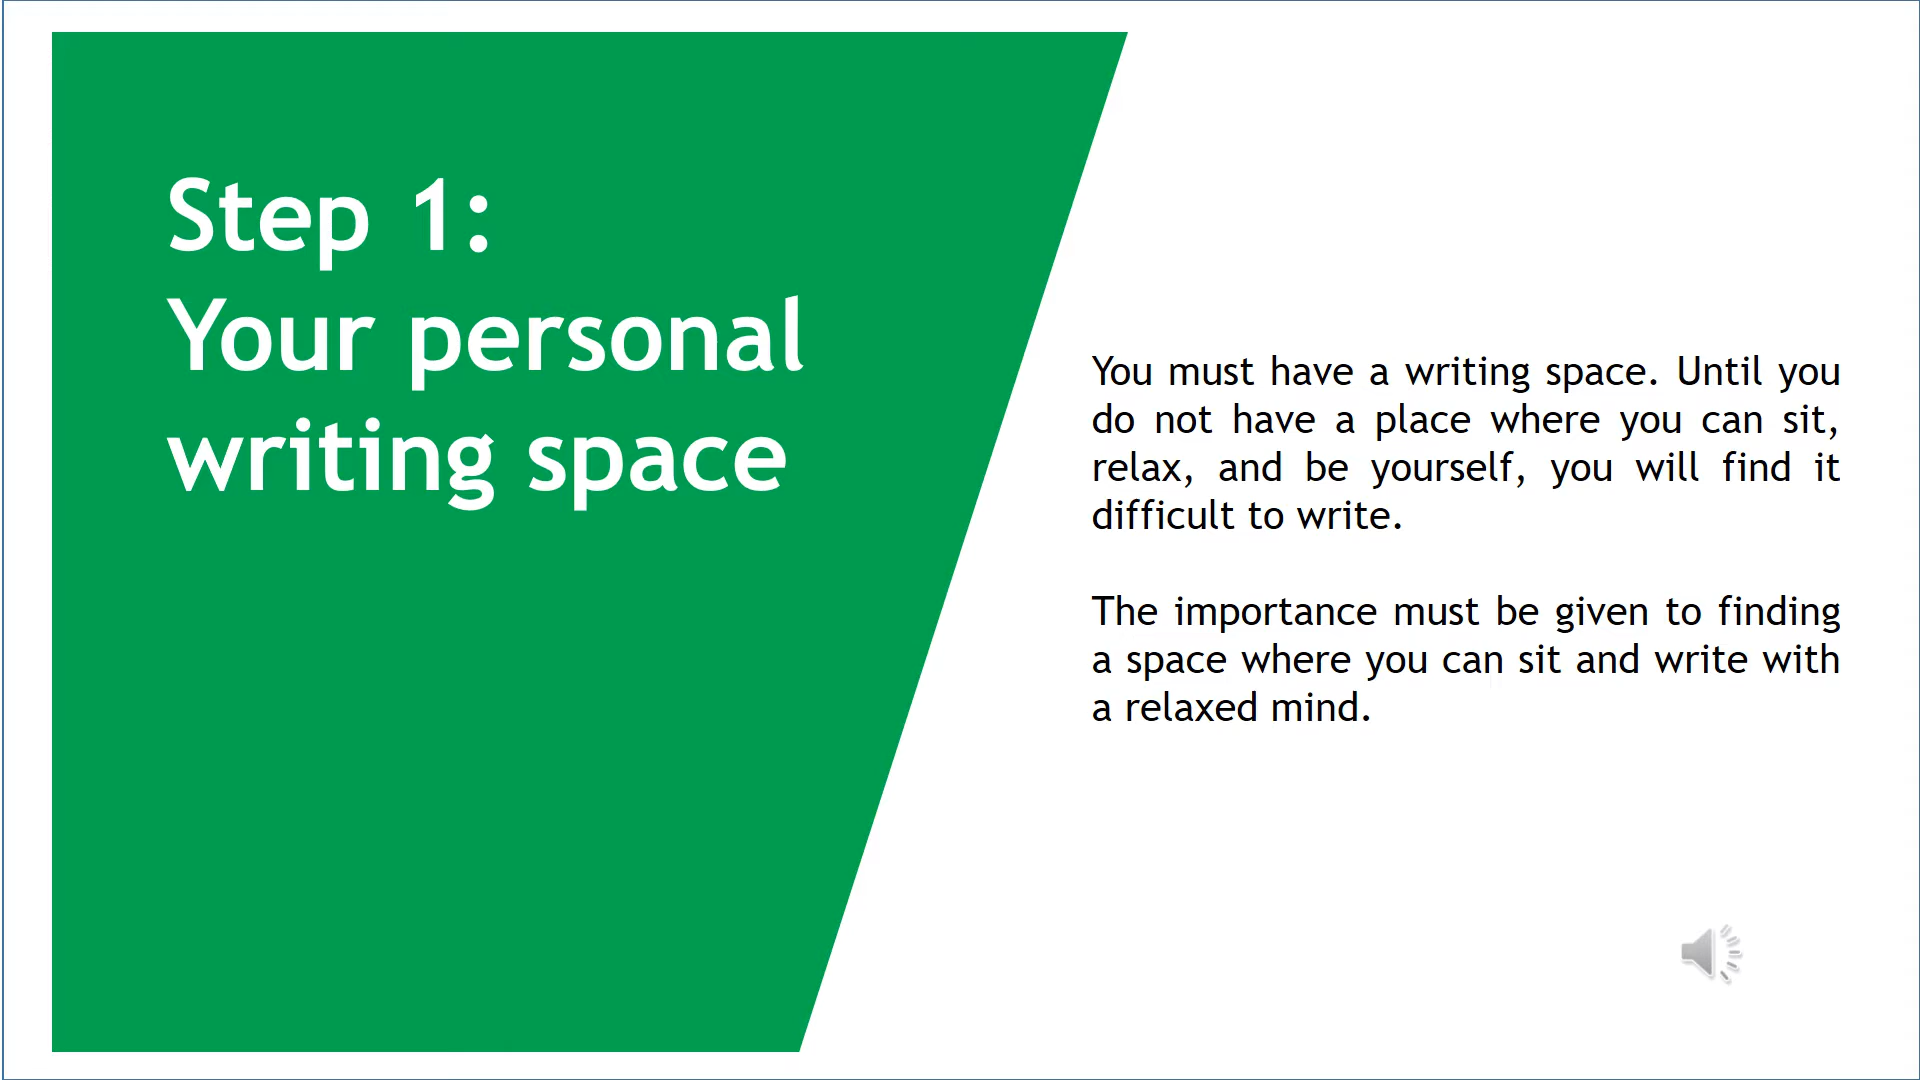 Step 1:
Your personal
writing space
You must have a writing space. Until you
do not have a place where you can sit,
relax, and be yourself, you will find it
difficult to write.
The importance must be given to finding
a space where you can sit and write with
a relaxed mind.